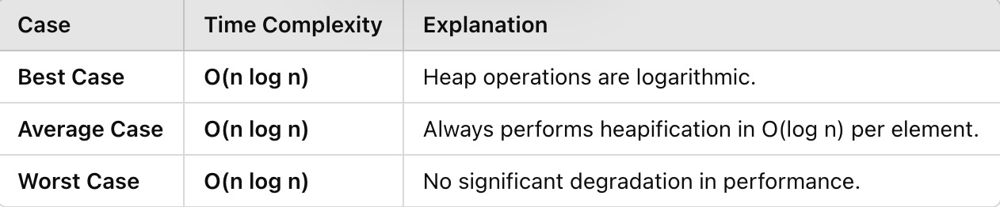 Case Time Complexity Explanation
Best Case O(n log n) Heap operations are logarithmic.
Average Case O(n log n) Always performs heapification in O(log n) per element.
Worst Case O(n log n) No significant degradation in performance.